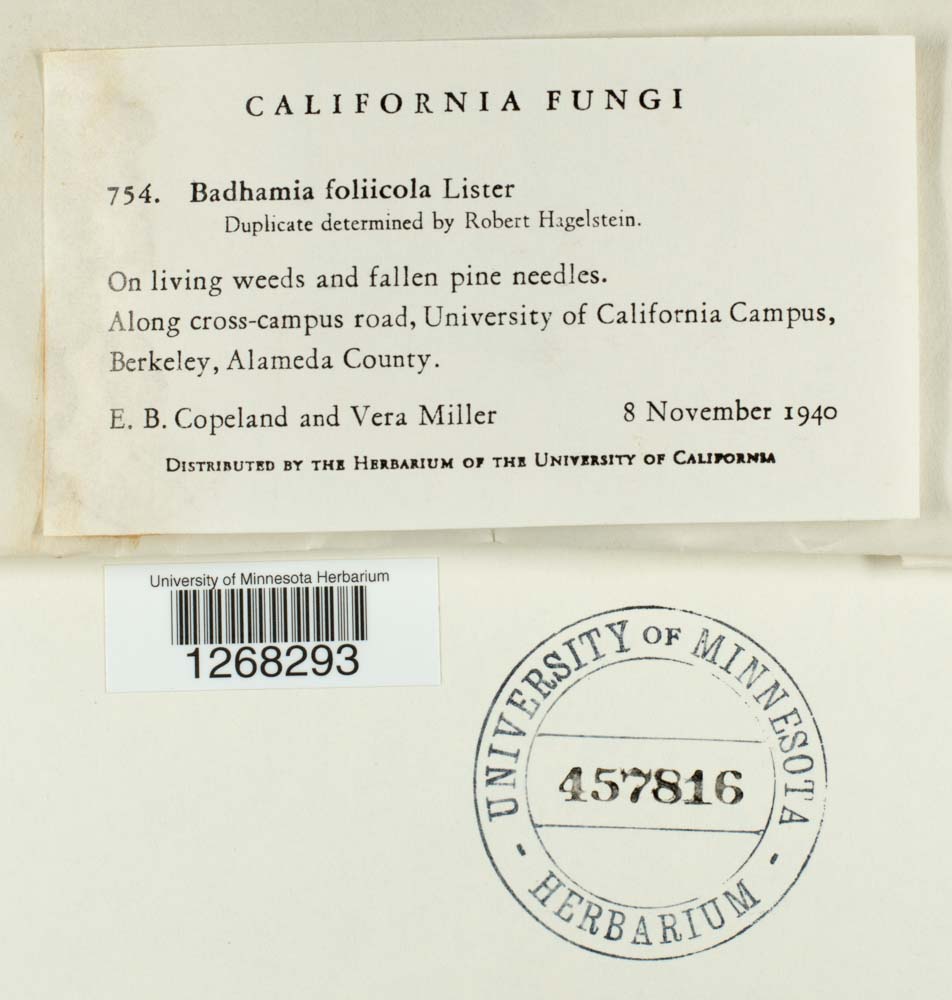 CALIFORNIA FUNGI
754. Badhamia foliicola Lister
Duplicate determined by Robert Hagelstein.
On living weeds and fallen pine needles.
Along cross-campus road, University of California Campus,
Berkeley, Alameda County.
E. B. Copeland and Vera Miller 8 November 1940
DISTRIBUTED BY THE HERBARIUM OF THE UNIVERSITY OF CALIFORNIA
University of Minnesota Herbarium
1268293
UNIVERSITY OF MINNESOTA
457816
- HERBARIUM -